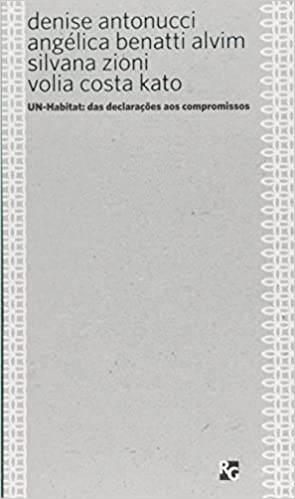 denise antonucci
angélica benatti alvim
silvana zioni
volia costa kato
UN-Habitat: das declarações aos compromissos
RG